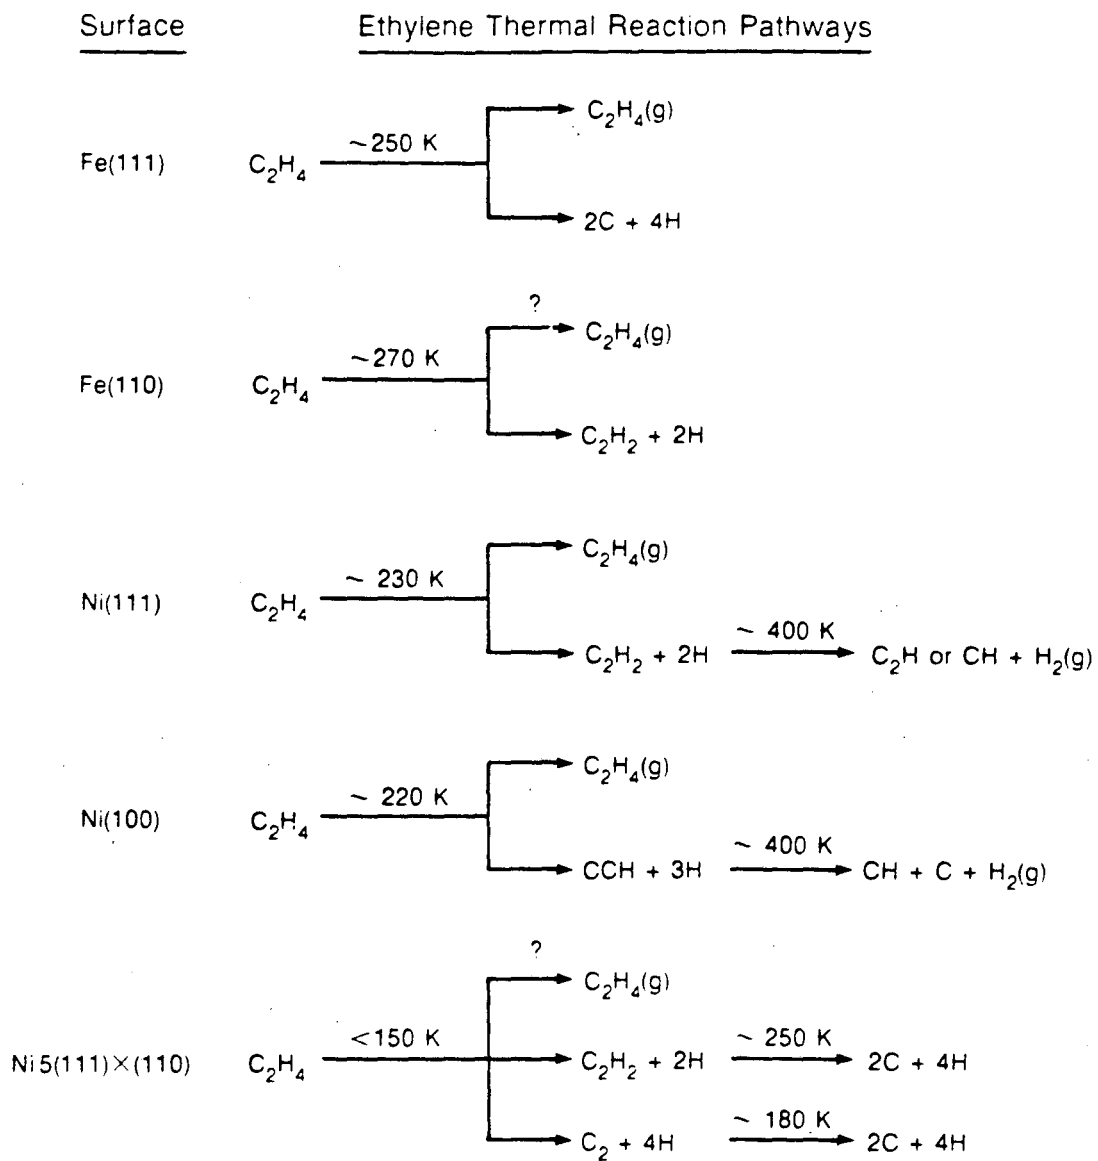 Surface Ethylene Thermal Reaction Pathways
C₂H₄(g)
~250 K
Fe(111) C₂H₄
2C + 4H
?
C₂H₄(g)
~270 K
Fe(110) C₂H₄
C₂H₂ + 2H
C₂H₄(g)
~ 230 K
Ni(111) C₂H₄
~ 400 K
C₂H₂ + 2H C₂H or CH + H₂(g)
C₂H₄(g)
~ 220 K
Ni(100) C₂H₄
~ 400 K
CCH + 3H CH + C + H₂(g)
?
C₂H₄(g)
<150 K ~ 250 K
Ni5(111)×(110) C₂H₄ C₂H₂ + 2H 2C + 4H
~ 180 K
C₂ + 4H 2C + 4H